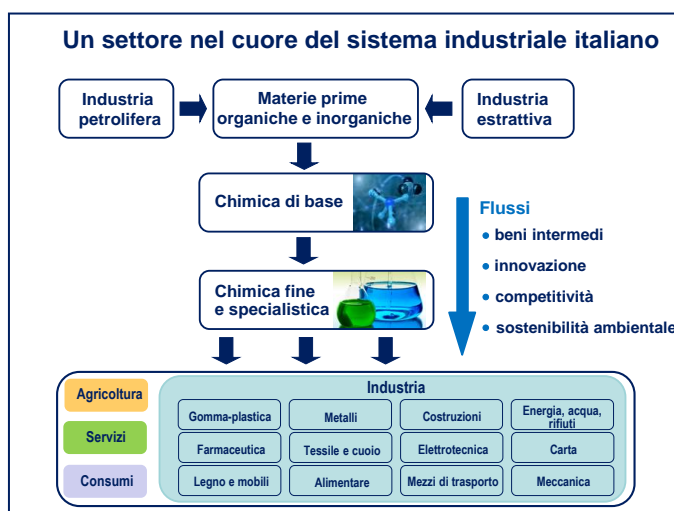 Un settore nel cuore del sistema industriale italiano
Industria
petrolifera
Materie prime
organiche e inorganiche
Industria
estrattiva
Chimica di base
Flussi
• beni intermedi
• innovazione
• competitività
• sostenibilità ambientale
Chimica fine
e specialistica
Agricoltura
Servizi
Consumi
Industria
Gomma-plastica
Metalli
Costruzioni
Energia, acqua,
rifiuti
Farmaceutica
Tessile e cuoio
Elettrotecnica
Carta
Legno e mobili
Alimentare
Mezzi di trasporto
Meccanica